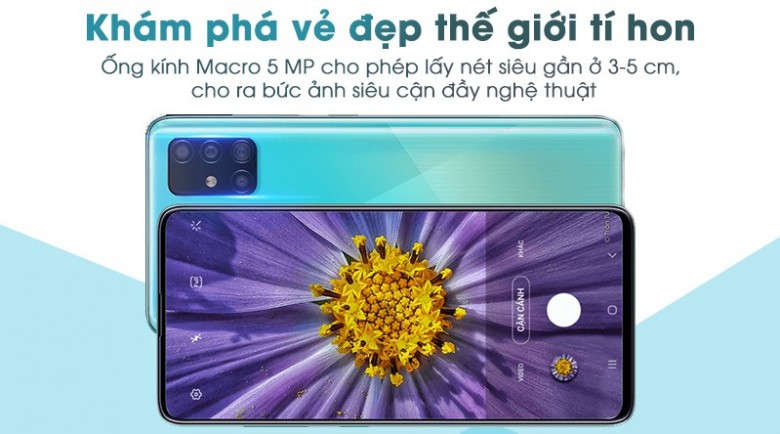 Khám phá vẻ đẹp thế giới tí hon
Ống kính Macro 5 MP cho phép lấy nét siêu gần ở 3-5 cm,
cho ra bức ảnh siêu cận đầy nghệ thuật
KHÁC
CẬN CẢNH
VIDEO